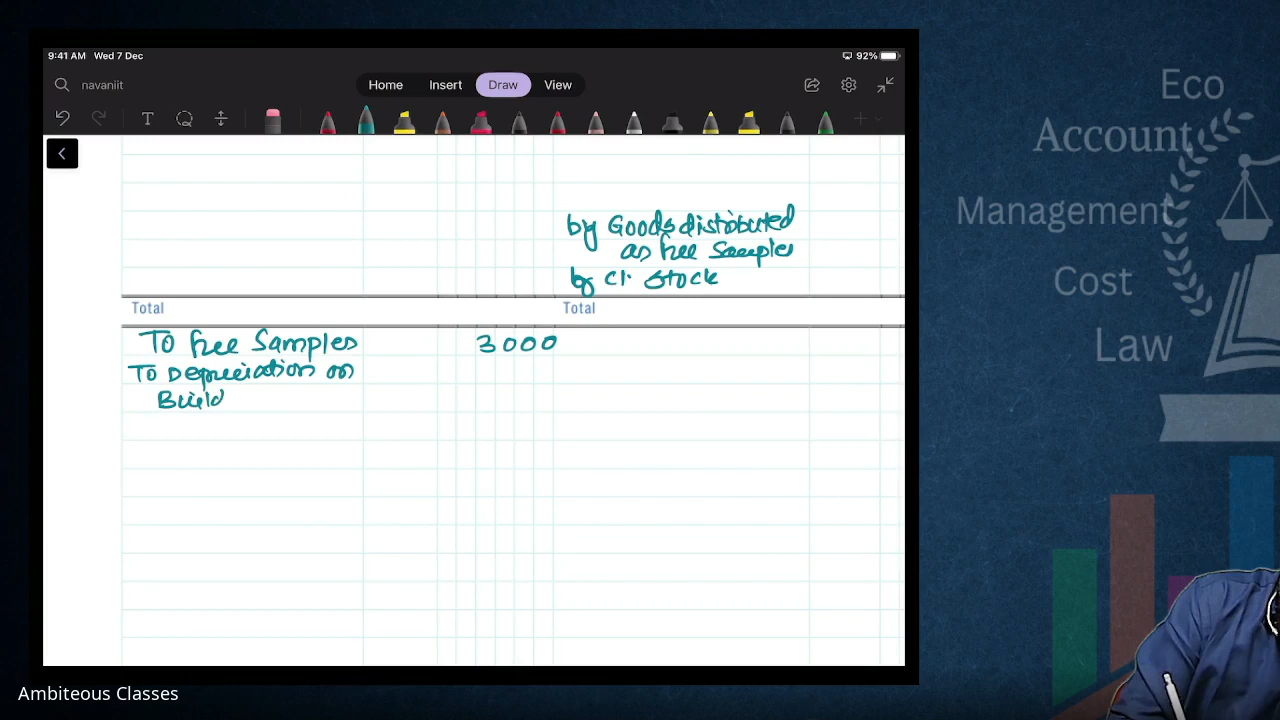 9:41 AM Wed 7 Dec
92%
navaniit
Home Insert Draw View
by Goods distributed
as free Samples
by Cl. Stock
Total Total
To free Samples 3000
To Depreciation on
Build
Eco
Account
Management
Cost
Law
Ambiteous Classes